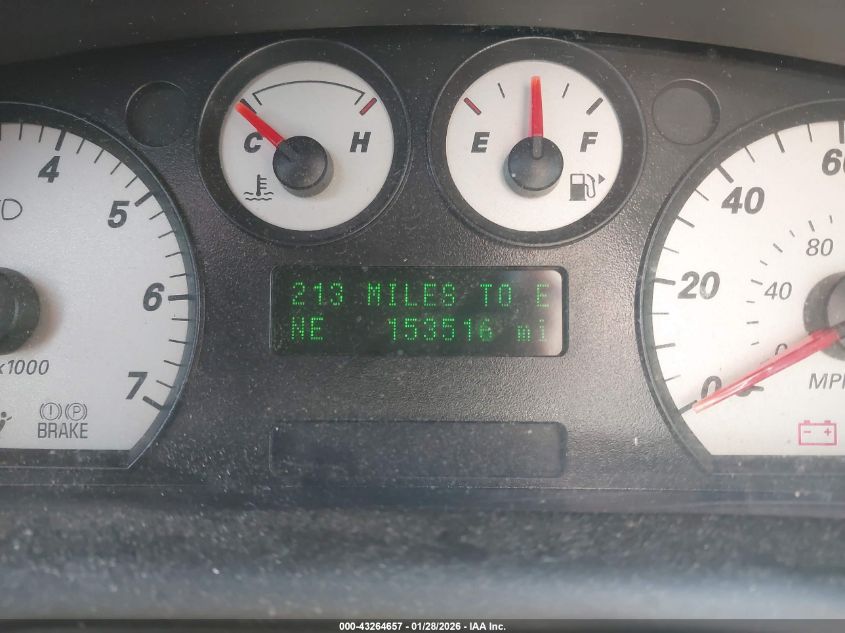 4
5
6
7
x1000
BRAKE
C H
E F
213 MILES TO E
NE 153516 mi
60
40
20
0
80
40
MPH
000-43264657 - 01/28/2026 - IAA Inc.